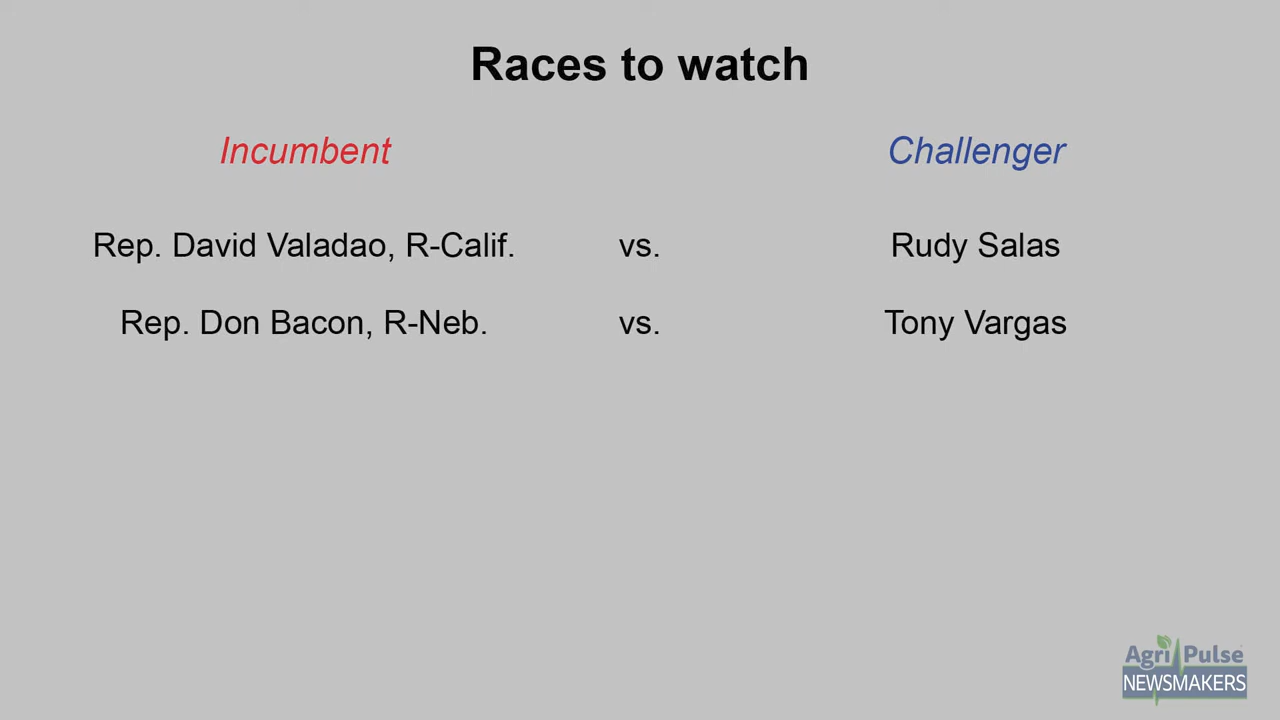 Races to watch
Incumbent Challenger
Rep. David Valadao, R-Calif. vs. Rudy Salas
Rep. Don Bacon, R-Neb. vs. Tony Vargas
Agri Pulse
NEWSMAKERS